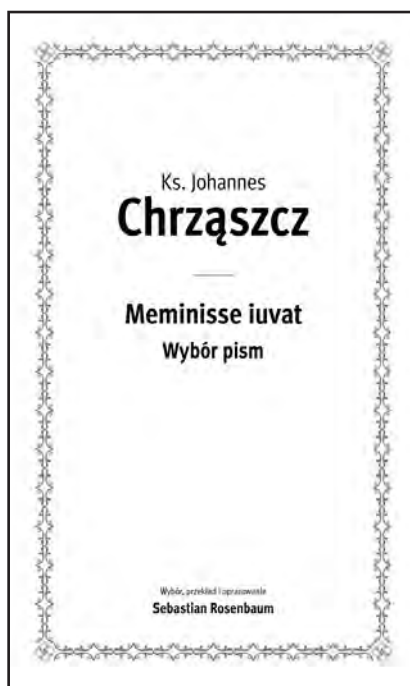 Ks. Johannes
Chrząszcz
Meminisse iuvat
Wybór pism
Wybór, przekład i opracowanie
Sebastian Rosenbaum